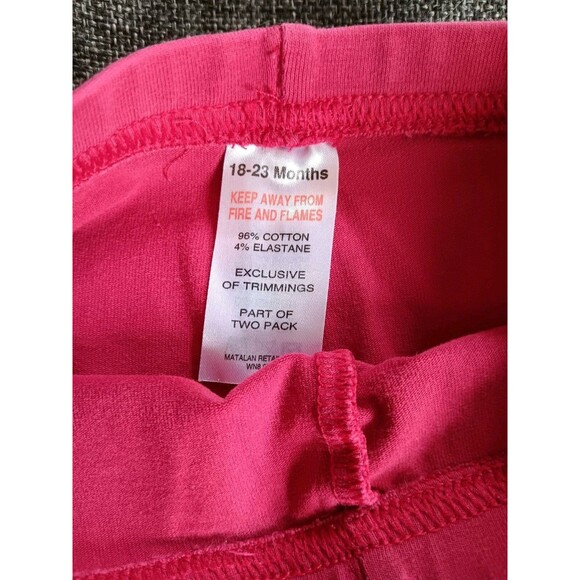 18-23 Months
KEEP AWAY FROM
FIRE AND FLAMES
96% COTTON
4% ELASTANE
EXCLUSIVE
OF TRIMMINGS
PART OF
TWO PACK
MATALAN
WN8